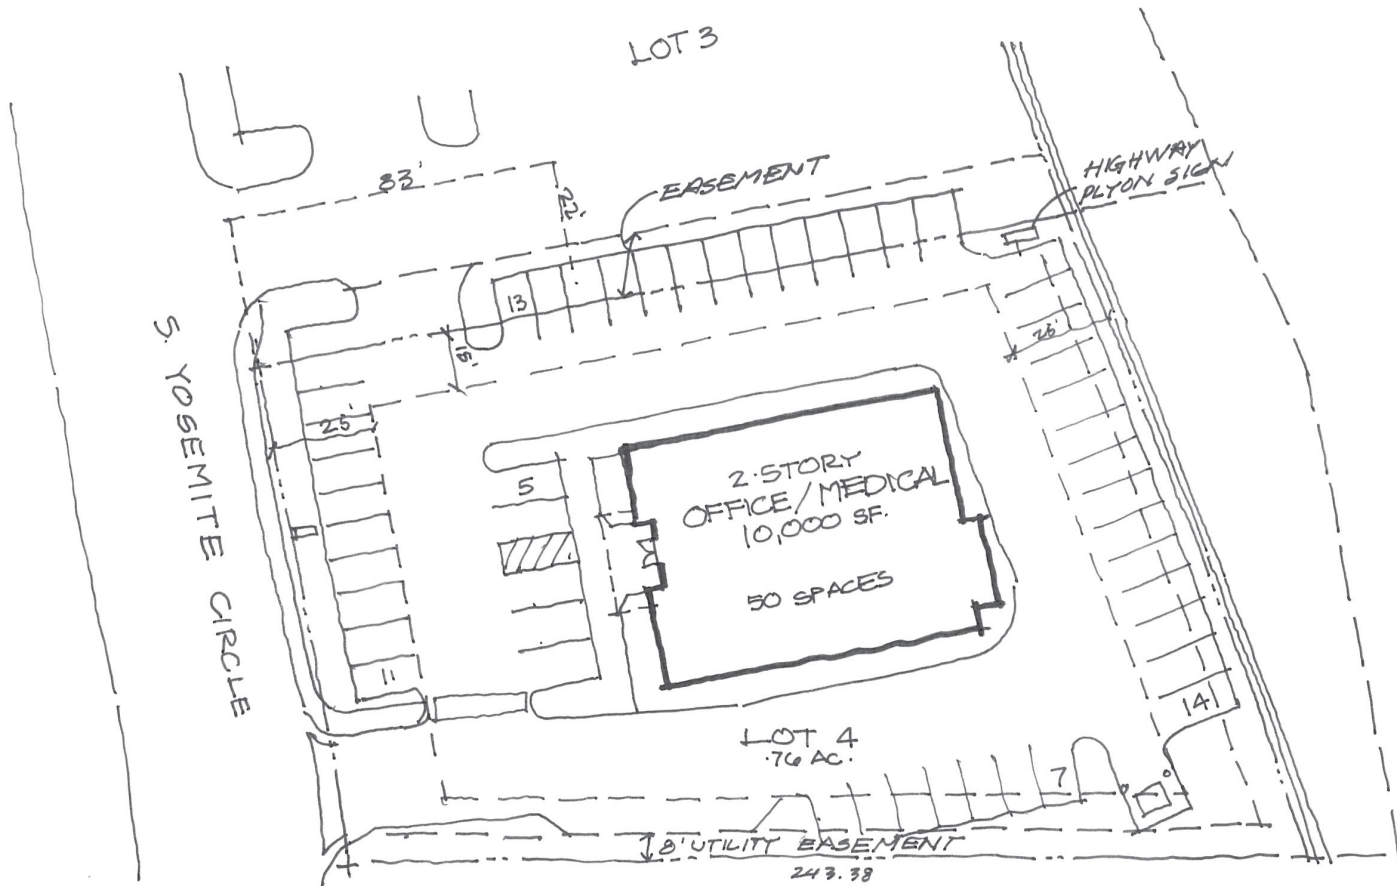 LOT 3
83'
22'
EASEMENT
HIGHWAY
PLYON SIGN
13
15'
25'
25'
S. YOSEMITE CIRCLE
5
2-STORY
OFFICE/MEDICAL
10,000 SF.
50 SPACES
11
14
LOT 4
.76 AC.
7
8' UTILITY EASEMENT
243.38